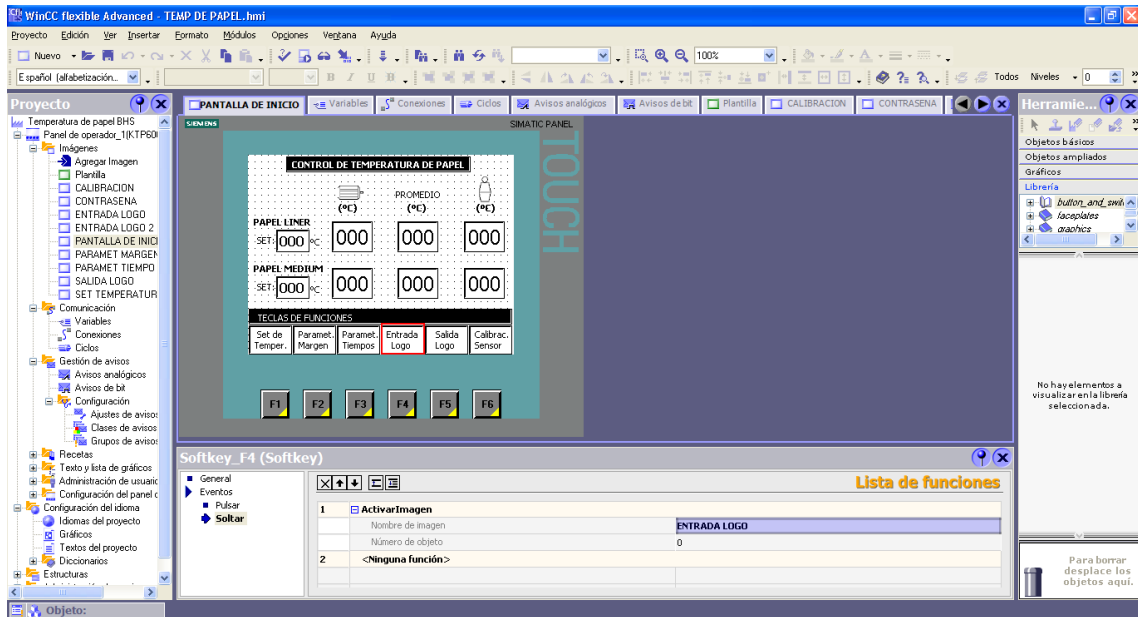 WinCC flexible Advanced - TEMP DE PAPEL.hmi
Proyecto Edición Ver Insertar Formato Módulos Opciones Ventana Ayuda
Nuevo 100%
Español (alfabetización.. B I U B Todos Niveles 0
Proyecto
Temperatura de papel BHS
Panel de operador_1(KTP60
Imágenes
Agregar Imagen
Plantilla
CALIBRACION
CONTRASENA
ENTRADA LOGO
ENTRADA LOGO 2
PANTALLA DE INICI
PARAMET MARGEN
PARAMET TIEMPO
SALIDA LOGO
SET TEMPERATUR
Comunicación
Variables
Conexiones
Ciclos
Gestión de avisos
Avisos analógicos
Avisos de bit
Configuración
Ajustes de avisos
Clases de avisos
Grupos de avisos
Recetas
Texto y lista de gráficos
Administración de usuario
Configuración del panel d
Configuración del idioma
Idiomas del proyecto
Gráficos
Textos del proyecto
Diccionarios
Estructuras
Objeto:
PANTALLA DE INICIO Variables Conexiones Ciclos Avisos analógicos Avisos de bit Plantilla CALIBRACION CONTRASENA
SIEMENS SIMATIC PANEL
TOUCH
CONTROL DE TEMPERATURA DE PAPEL
PROMEDIO
(ºC) (ºC) (ºC)
PAPEL LINER
SET: 000 ºC 000 000 000
PAPEL MEDIUM
SET: 000 ºC 000 000 000
TECLAS DE FUNCIONES
Set de Paramet. Paramet. Entrada Salida Calibrac.
Temper. Margen Tiempos Logo Logo Sensor
F1 F2 F3 F4 F5 F6
Softkey_F4 (Softkey)
General
Eventos
Pulsar
Soltar
Lista de funciones
1 ActivarImagen
Nombre de imagen ENTRADA LOGO
Número de objeto 0
2 <Ninguna función>
Herramie...
Objetos básicos
Objetos ampliados
Gráficos
Librería
button_and_swit
faceplates
graphics
No hay elementos a
visualizar en la librería
seleccionada.
Para borrar
desplace los
objetos aquí.